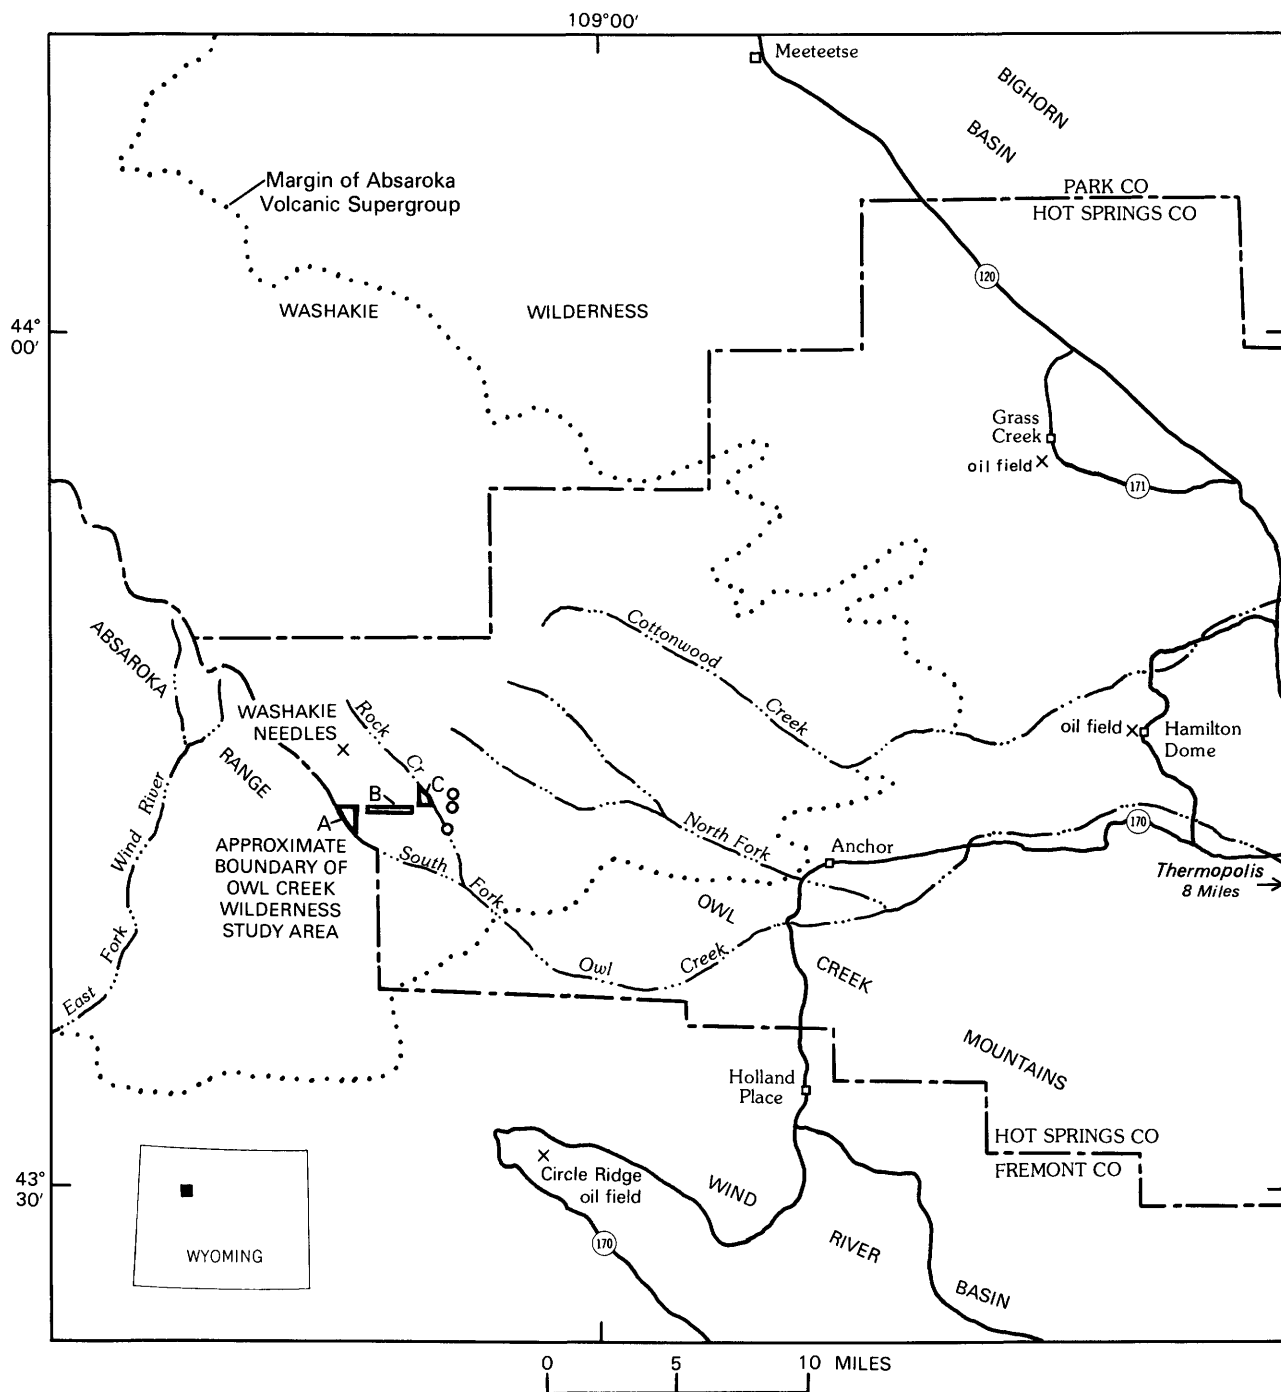 109°00'
Meeteetse
BIGHORN
BASIN
Margin of Absaroka
Volcanic Supergroup
PARK CO
HOT SPRINGS CO
120
WASHAKIE WILDERNESS
44°
00'
Grass
Creek
oil field
171
ABSAROKA
RANGE
Cottonwood
Creek
WASHAKIE
NEEDLES
Rock
Cr
oil field
Hamilton
Dome
East Fork Wind River
A
B
C
APPROXIMATE
BOUNDARY OF
OWL CREEK
WILDERNESS
STUDY AREA
South Fork
Owl Creek
North Fork
Anchor
170
Thermopolis
8 Miles
OWL
CREEK
MOUNTAINS
Holland
Place
HOT SPRINGS CO
FREMONT CO
43°
30'
Circle Ridge
oil field
170
WIND
RIVER
BASIN
WYOMING
0 5 10 MILES